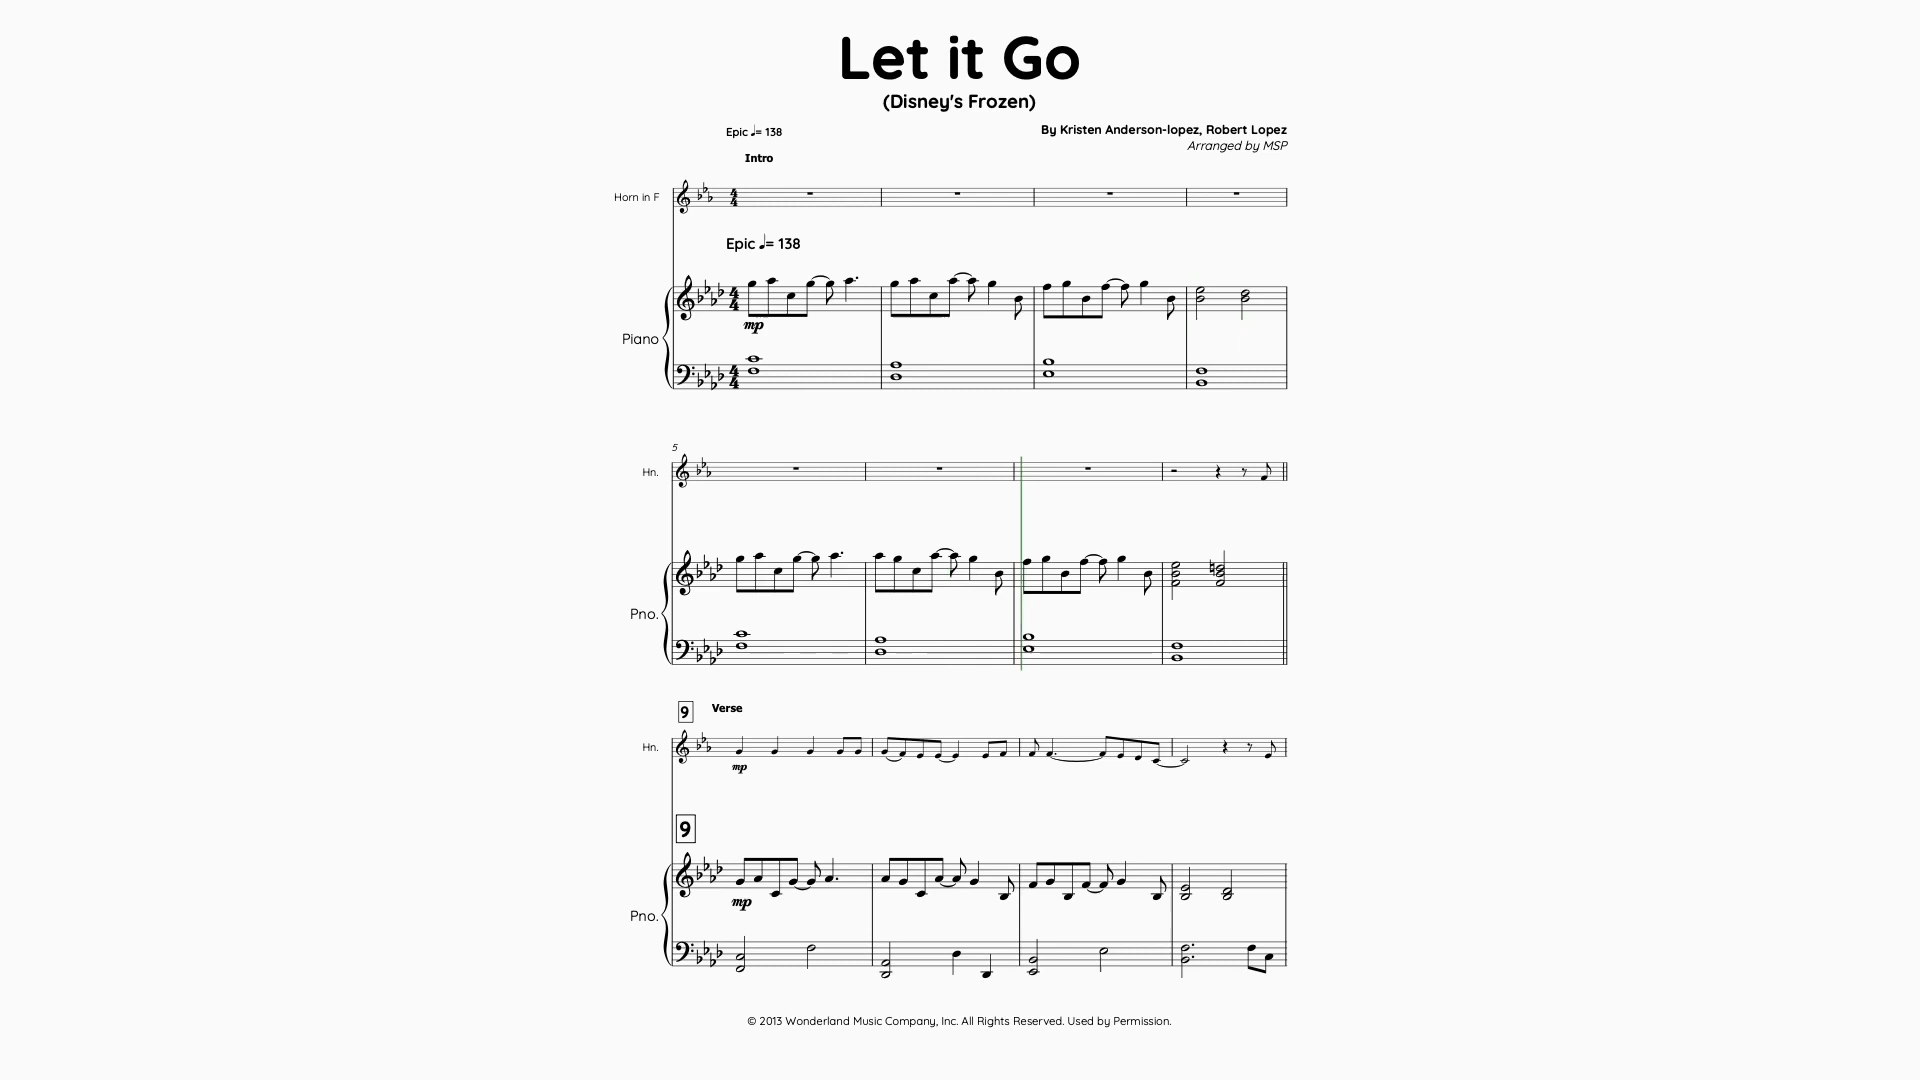 Let it Go
(Disney's Frozen)
Epic ♩= 138
By Kristen Anderson-lopez, Robert Lopez
Arranged by MSP
Intro
Horn in F
Epic ♩= 138
mp
Piano
5
Hn.
Pno.
9 Verse
Hn.
mp
9
mp
Pno.
© 2013 Wonderland Music Company, Inc. All Rights Reserved. Used by Permission.